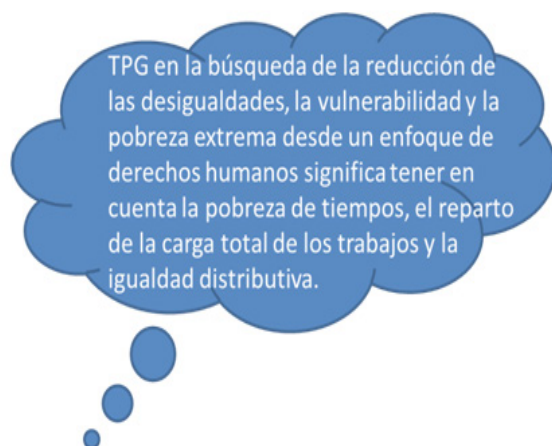 TPG en la búsqueda de la reducción de
las desigualdades, la vulnerabilidad y la
pobreza extrema desde un enfoque de
derechos humanos significa tener en
cuenta la pobreza de tiempos, el reparto
de la carga total de los trabajos y la
igualdad distributiva.